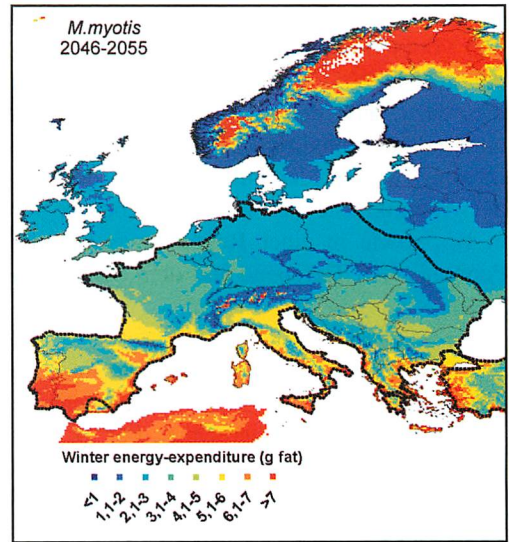 M.myotis
2046-2055
Winter energy-expenditure (g fat)
<1 1,1-2 2,1-3 3,1-4 4,1-5 5,1-6 6,1-7 >7